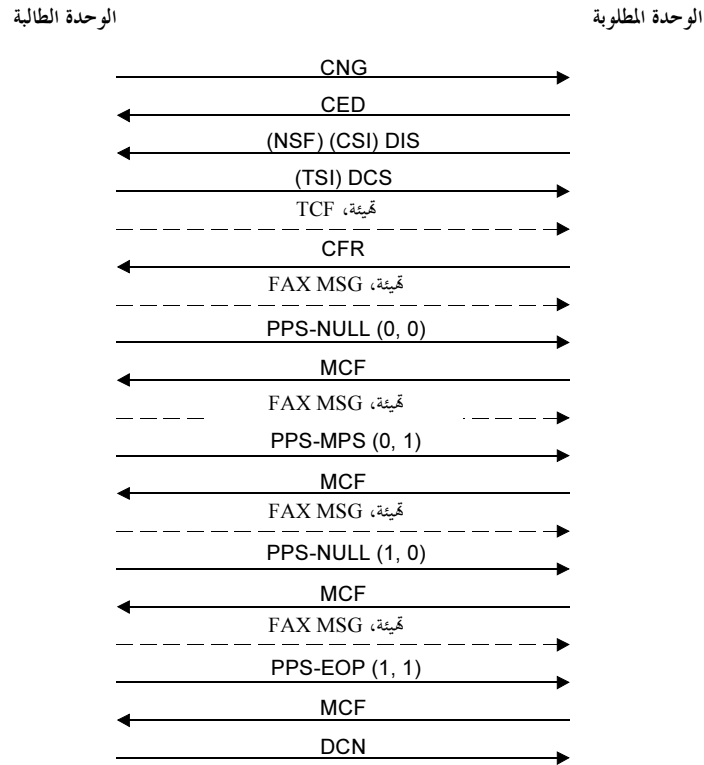 الوحدة الطالبة
الوحدة المطلوبة
CNG
CED
(NSF) (CSI) DIS
(TSI) DCS
تهيئة، TCF
CFR
تهيئة، FAX MSG
PPS-NULL (0, 0)
MCF
تهيئة، FAX MSG
PPS-MPS (0, 1)
MCF
تهيئة، FAX MSG
PPS-NULL (1, 0)
MCF
تهيئة، FAX MSG
PPS-EOP (1, 1)
MCF
DCN